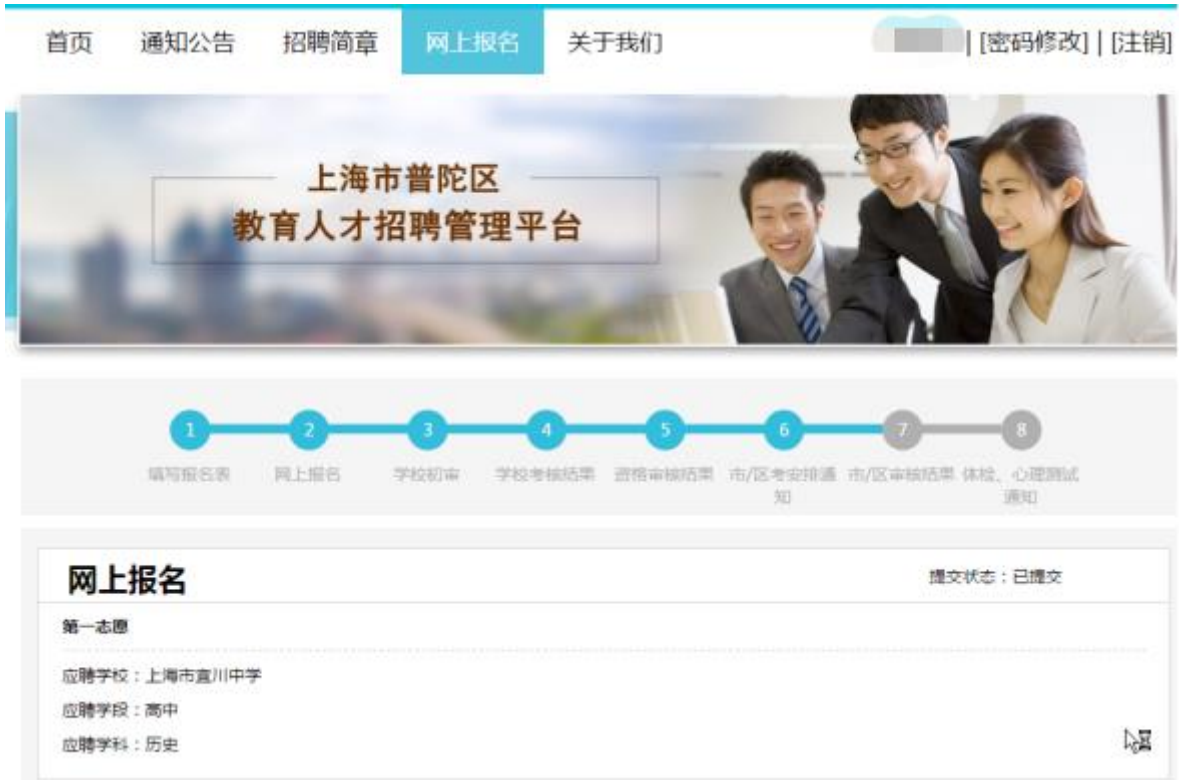 首页 通知公告 招聘简章 网上报名 关于我们 | [密码修改] | [注销]
上海市普陀区
教育人才招聘管理平台
1 2 3 4 5 6 7 8
填写报名表 网上报名 学校初审 学校考核结果 资格审核结果 市/区考安排通 市/区审核结果 体检、心理测试
知 通知
网上报名 提交状态：已提交
第一志愿
应聘学校：上海市宜川中学
应聘学段：高中
应聘学科：历史